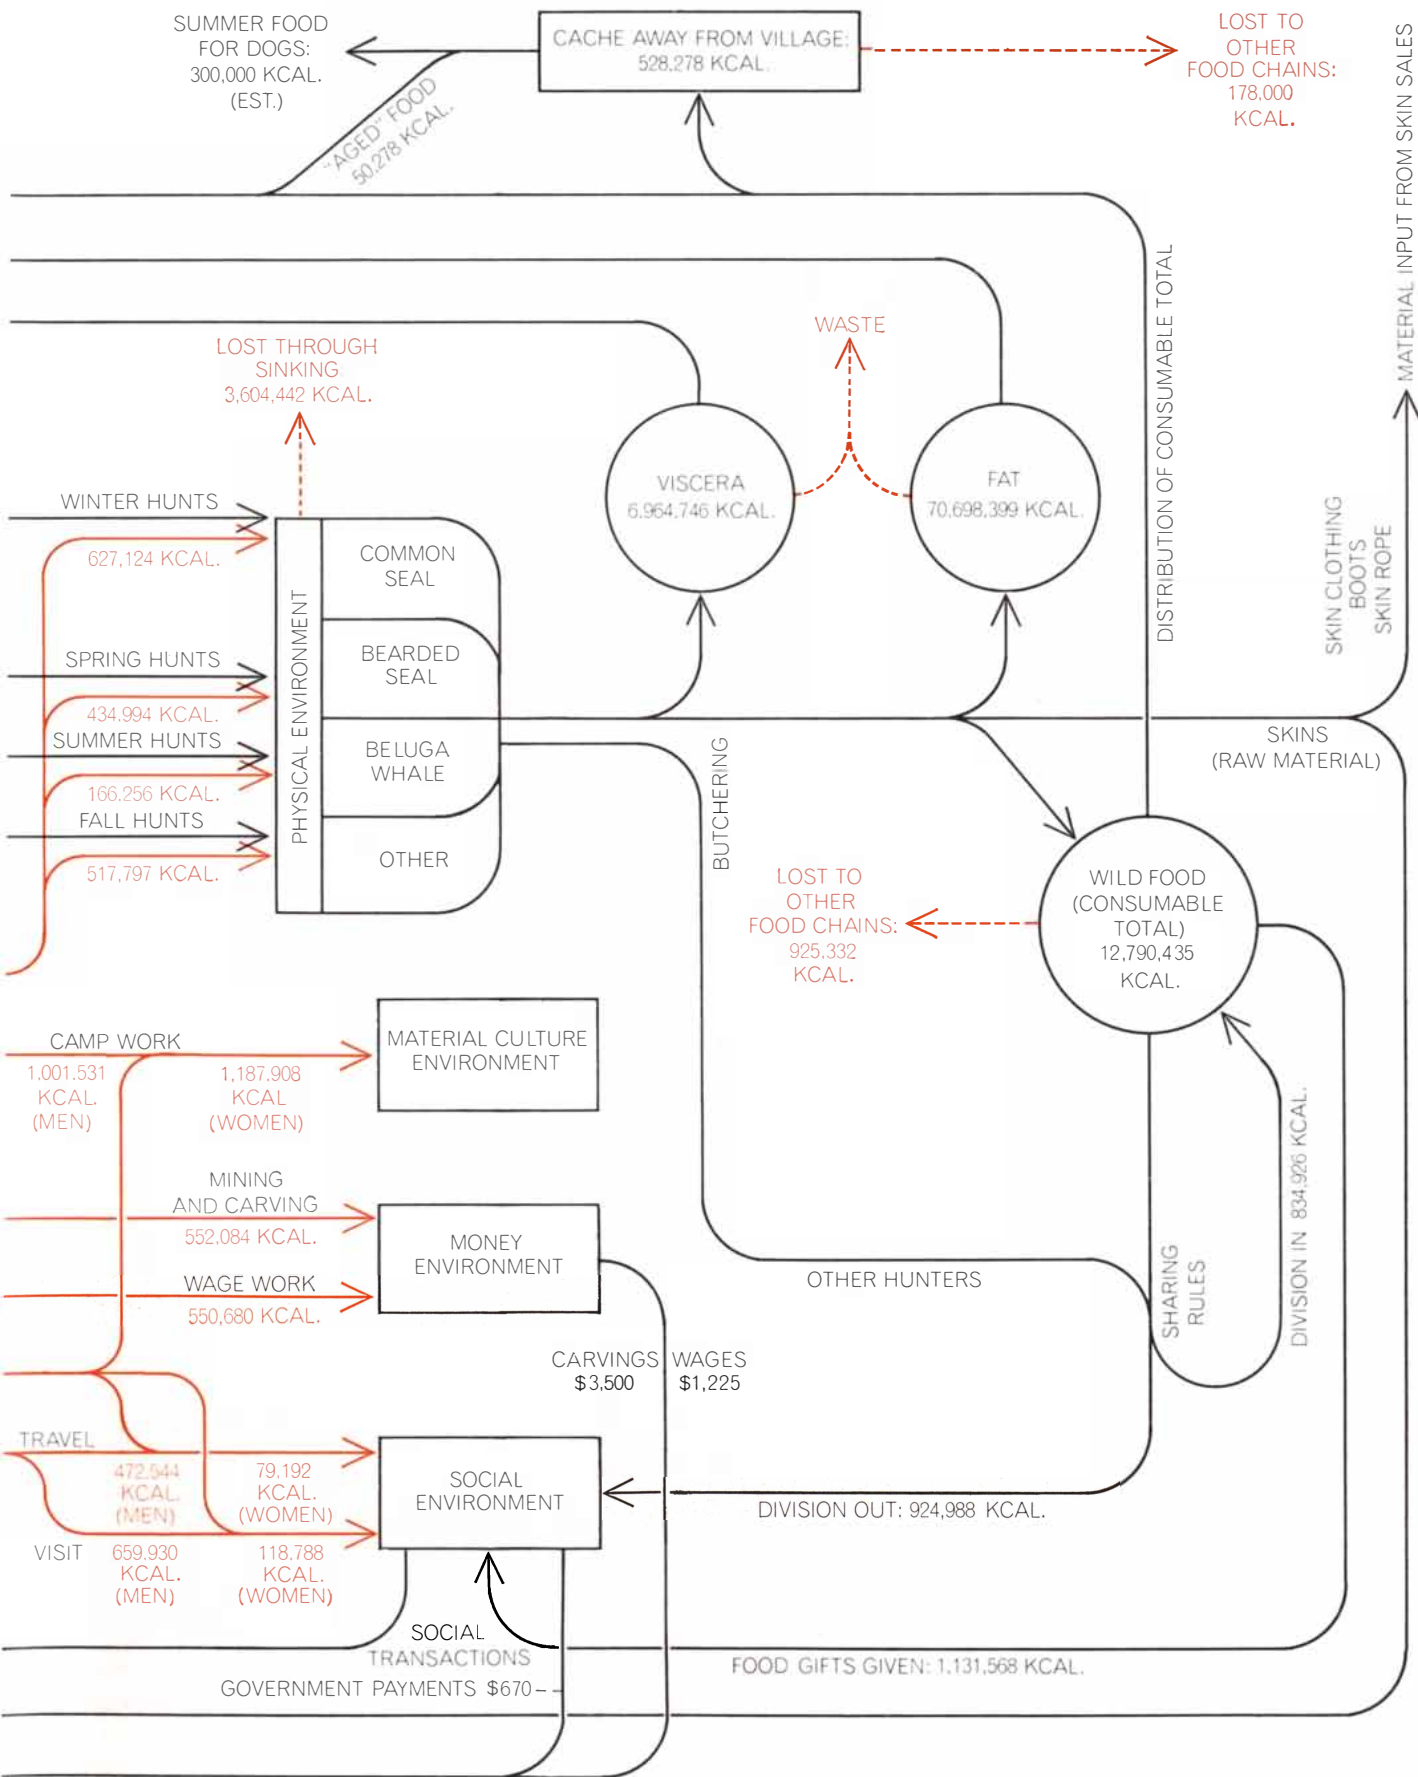 SUMMER FOOD
FOR DOGS:
300,000 KCAL.
(EST.)
CACHE AWAY FROM VILLAGE:
528,278 KCAL.
LOST TO
OTHER
FOOD CHAINS:
178,000
KCAL.
"AGED" FOOD
50,278 KCAL.
MATERIAL INPUT FROM SKIN SALES
DISTRIBUTION OF CONSUMABLE TOTAL
WASTE
LOST THROUGH
SINKING
3,604,442 KCAL.
VISCERA
6,964,746 KCAL.
FAT
70,698,399 KCAL.
SKIN CLOTHING
BOOTS
SKIN ROPE
WINTER HUNTS
627,124 KCAL.
SPRING HUNTS
434,994 KCAL.
SUMMER HUNTS
166,256 KCAL.
FALL HUNTS
517,797 KCAL.
PHYSICAL ENVIRONMENT
COMMON
SEAL
BEARDED
SEAL
BELUGA
WHALE
OTHER
BUTCHERING
SKINS
(RAW MATERIAL)
LOST TO
OTHER
FOOD CHAINS:
925,332
KCAL.
WILD FOOD
(CONSUMABLE
TOTAL)
12,790,435
KCAL.
CAMP WORK
1,001,531
KCAL.
(MEN)
1,187,908
KCAL
(WOMEN)
MATERIAL CULTURE
ENVIRONMENT
MINING
AND CARVING
552,084 KCAL.
WAGE WORK
550,680 KCAL.
MONEY
ENVIRONMENT
OTHER HUNTERS
SHARING
RULES
DIVISION IN 834,926 KCAL.
CARVINGS
$3,500
WAGES
$1,225
TRAVEL
472,544
KCAL.
(MEN)
79,192
KCAL.
(WOMEN)
VISIT
659,930
KCAL.
(MEN)
118,788
KCAL.
(WOMEN)
SOCIAL
ENVIRONMENT
DIVISION OUT: 924,988 KCAL.
SOCIAL
TRANSACTIONS
FOOD GIFTS GIVEN: 1,131,568 KCAL.
GOVERNMENT PAYMENTS $670